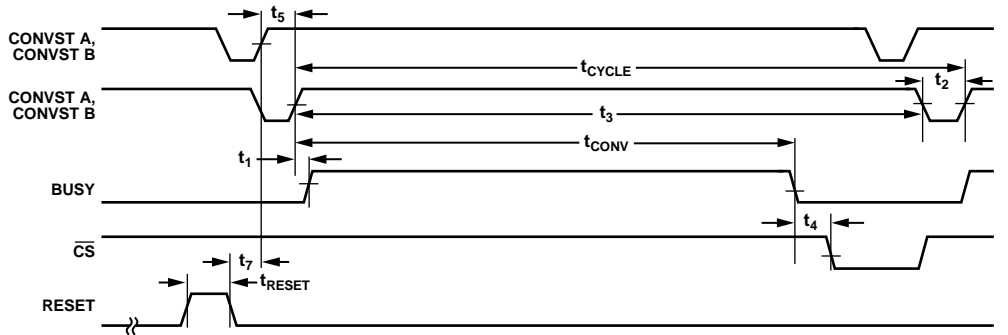 t5
CONVST A,
CONVST B
tCYCLE
t2
CONVST A,
CONVST B
t3
tCONV
t1
BUSY
t4
CS
t7
tRESET
RESET